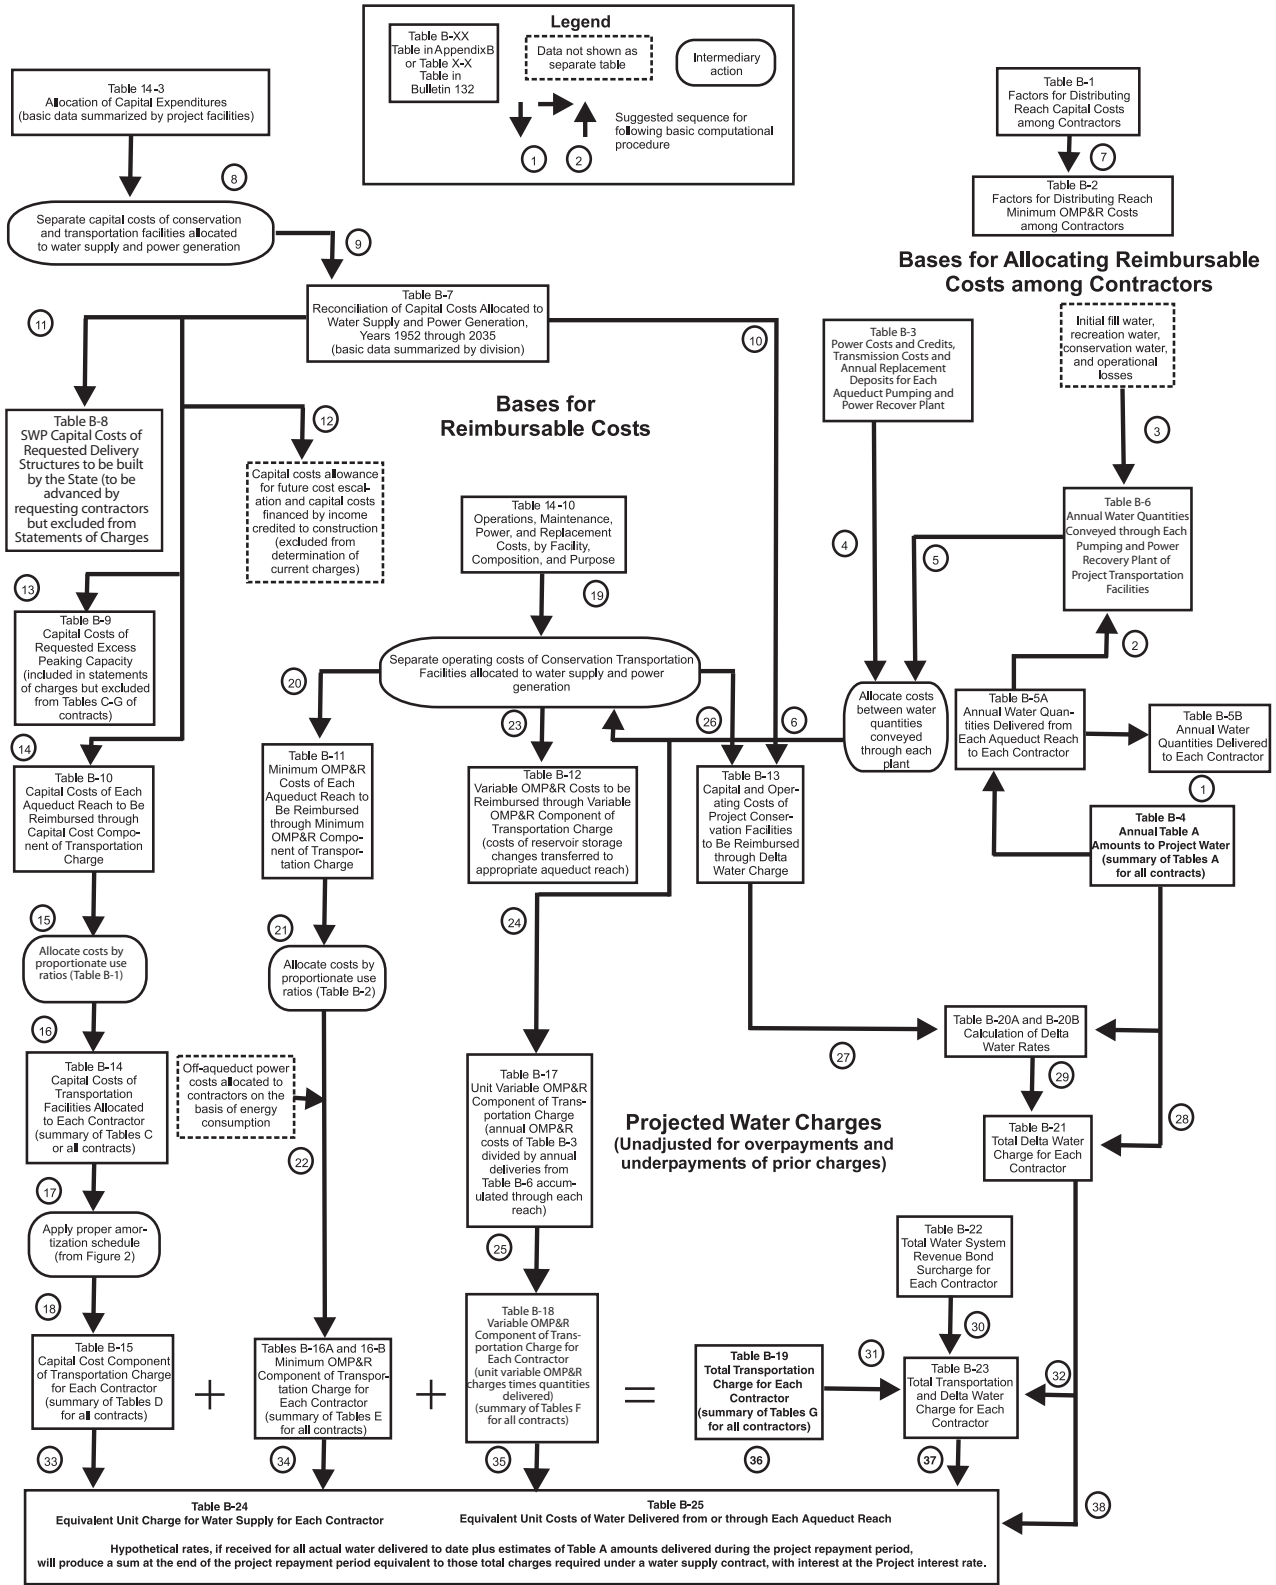 Legend
Table B-XX
Table in AppendixB
or Table X-X
Table in
Bulletin 132
Data not shown as
separate table
Intermediary
action
Suggested sequence for
following basic computational
procedure
1
2
Table 14-3
Allocation of Capital Expenditures
(basic data summarized by project facilities)
8
Separate capital costs of conservation
and transportation facilities allocated
to water supply and power generation
9
Table B-1
Factors for Distributing
Reach Capital Costs
among Contractors
7
Table B-2
Factors for Distributing Reach
Minimum OMP&R Costs
among Contractors
Bases for Allocating Reimbursable
Costs among Contractors
Table B-7
Reconciliation of Capital Costs Allocated to
Water Supply and Power Generation,
Years 1952 through 2035
(basic data summarized by division)
11
10
Table B-3
Power Costs and Credits,
Transmission Costs and
Annual Replacement
Deposits for Each
Aqueduct Pumping and
Power Recover Plant
Initial fill water,
recreation water,
conservation water,
and operational
losses
3
Bases for
Reimbursable Costs
Table B-8
SWP Capital Costs of
Requested Delivery
Structures to be built
by the State (to be
advanced by
requesting contractors
but excluded from
Statements of Charges
12
Capital costs allowance
for future cost escal-
ation and capital costs
financed by income
credited to construction
(excluded from
determination of
current charges)
Table 14-10
Operations, Maintenance,
Power, and Replacement
Costs, by Facility,
Composition, and Purpose
19
4
5
Table B-6
Annual Water Quantities
Conveyed through Each
Pumping and Power
Recovery Plant of
Project Transportation
Facilities
2
13
Table B-9
Capital Costs of
Requested Excess
Peaking Capacity
(included in statements
of charges but excluded
from Tables C-G of
contracts)
14
Separate operating costs of Conservation Transportation
Facilities allocated to water supply and power
generation
20
23
26
6
Allocate costs
between water
quantities
conveyed
through each
plant
Table B-5A
Annual Water Quan-
tities Delivered from
Each Aqueduct Reach
to Each Contractor
Table B-5B
Annual Water
Quantities Delivered
to Each Contractor
1
Table B-10
Capital Costs of Each
Aqueduct Reach to Be
Reimbursed through
Capital Cost Compo-
nent of Transportation
Charge
Table B-11
Minimum OMP&R
Costs of Each
Aqueduct Reach to
Be Reimbursed
through Minimum
OMP&R Compo-
nent of Transpor-
tation Charge
Table B-12
Variable OMP&R Costs to be
Reimbursed through Variable
OMP&R Component of
Transportation Charge
(costs of reservoir storage
changes transferred to
appropriate aqueduct reach)
Table B-13
Capital and Oper-
ating Costs of
Project Conser-
vation Facilities
to Be Reimbursed
through Delta
Water Charge
Table B-4
Annual Table A
Amounts to Project Water
(summary of Tables A
for all contracts)
15
21
24
Allocate costs by
proportionate use
ratios (Table B-1)
Allocate costs by
proportionate use
ratios (Table B-2)
16
27
Table B-20A and B-20B
Calculation of Delta
Water Rates
29
28
Table B-14
Capital Costs of
Transportation
Facilities Allocated
to Each Contractor
(summary of Tables C
or all contracts)
Off-aqueduct power
costs allocated to
contractors on the
basis of energy
consumption
22
Table B-17
Unit Variable OMP&R
Component of Trans-
portation Charge
(annual OMP&R
costs of Table B-3
divided by annual
deliveries from
Table B-6 accum-
ulated through each
reach)
Projected Water Charges
(Unadjusted for overpayments and
underpayments of prior charges)
Table B-21
Total Delta Water
Charge for Each
Contractor
17
Apply proper amor-
tization schedule
(from Figure 2)
18
25
Table B-22
Total Water System
Revenue Bond
Surcharge for
Each Contractor
30
Table B-15
Capital Cost Component
of Transportation Charge
for Each Contractor
(summary of Tables D
for all contracts)
+
Tables B-16A and 16-B
Minimum OMP&R
Component of Transpor-
tation Charge for
Each Contractor
(summary of Tables E
for all contracts)
+
Table B-18
Variable OMP&R
Component of Trans-
portation Charge for
Each Contractor
(unit variable OMP&R
charges times quantities
delivered)
(summary of Tables F
for all contracts)
=
Table B-19
Total Transportation
Charge for Each
Contractor
(summary of Tables G
for all contractors)
31
Table B-23
Total Transportation
and Delta Water
Charge for Each
Contractor
32
33
34
35
36
37
38
Table B-24
Equivalent Unit Charge for Water Supply for Each Contractor
Table B-25
Equivalent Unit Costs of Water Delivered from or through Each Aqueduct Reach
Hypothetical rates, if received for all actual water delivered to date plus estimates of Table A amounts delivered during the project repayment period,
will produce a sum at the end of the project repayment period equivalent to those total charges required under a water supply contract, with interest at the Project interest rate.